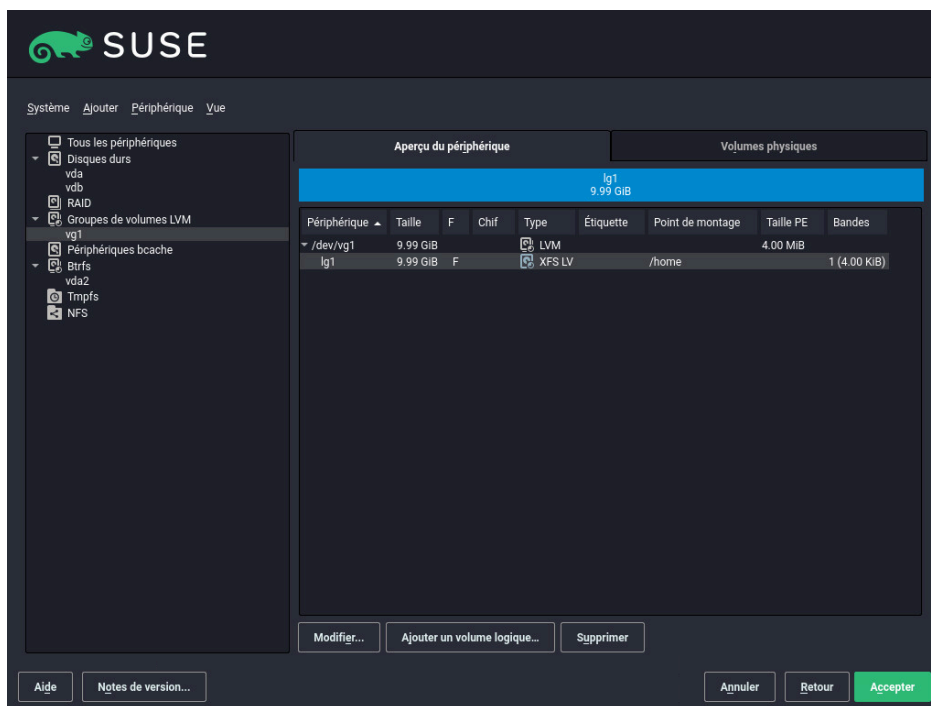 SUSE
Système Ajouter Périphérique Vue
Tous les périphériques
Disques durs
vda
vdb
RAID
Groupes de volumes LVM
vg1
Périphériques bcache
Btrfs
vda2
Tmpfs
NFS
Aperçu du périphérique Volumes physiques
lg1
9.99 GiB
Périphérique Taille F Chif Type Étiquette Point de montage Taille PE Bandes
/dev/vg1 9.99 GiB LVM 4.00 MiB
lg1 9.99 GiB F XFS LV /home 1 (4.00 KiB)
Modifier... Ajouter un volume logique... Supprimer
Aide Notes de version... Annuler Retour Accepter